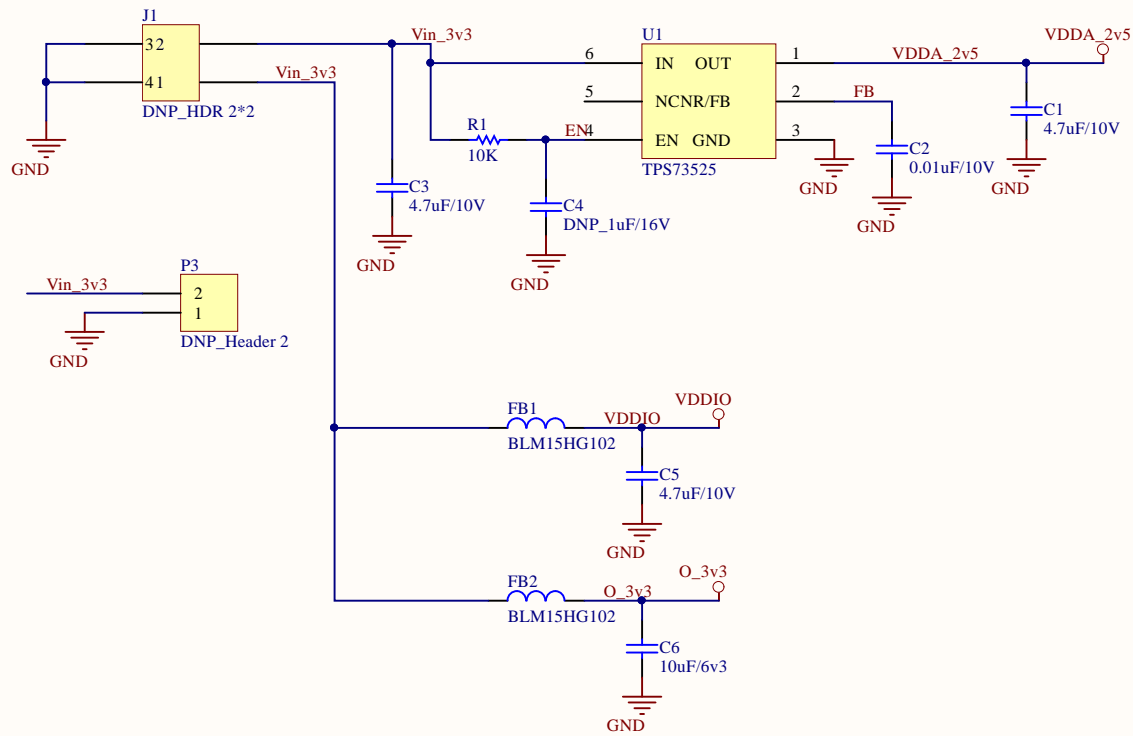 J1
32
41
DNP_HDR 2*2
GND
Vin_3v3
Vin_3v3
R1
10K
EN
C3
4.7uF/10V
GND
C4
DNP_1uF/16V
GND
U1
6
5
4
IN OUT
NCNR/FB
EN GND
1
2
3
TPS73525
VDDA_2v5
VDDA_2v5
FB
GND
C2
0.01uF/10V
GND
C1
4.7uF/10V
GND
P3
Vin_3v3
2
1
GND
DNP_Header 2
FB1
BLM15HG102
VDDIO
VDDIO
C5
4.7uF/10V
GND
FB2
BLM15HG102
O_3v3
O_3v3
C6
10uF/6v3
GND